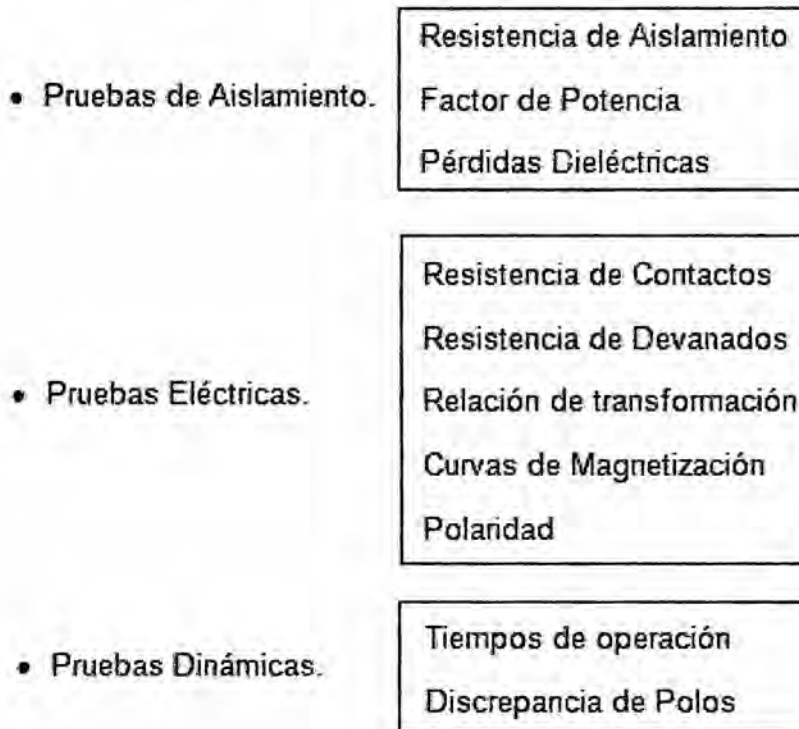 • Pruebas de Aislamiento.
Resistencia de Aislamiento
Factor de Potencia
Pérdidas Dieléctricas
• Pruebas Eléctricas.
Resistencia de Contactos
Resistencia de Devanados
Relación de transformación
Curvas de Magnetización
Polaridad
• Pruebas Dinámicas.
Tiempos de operación
Discrepancia de Polos